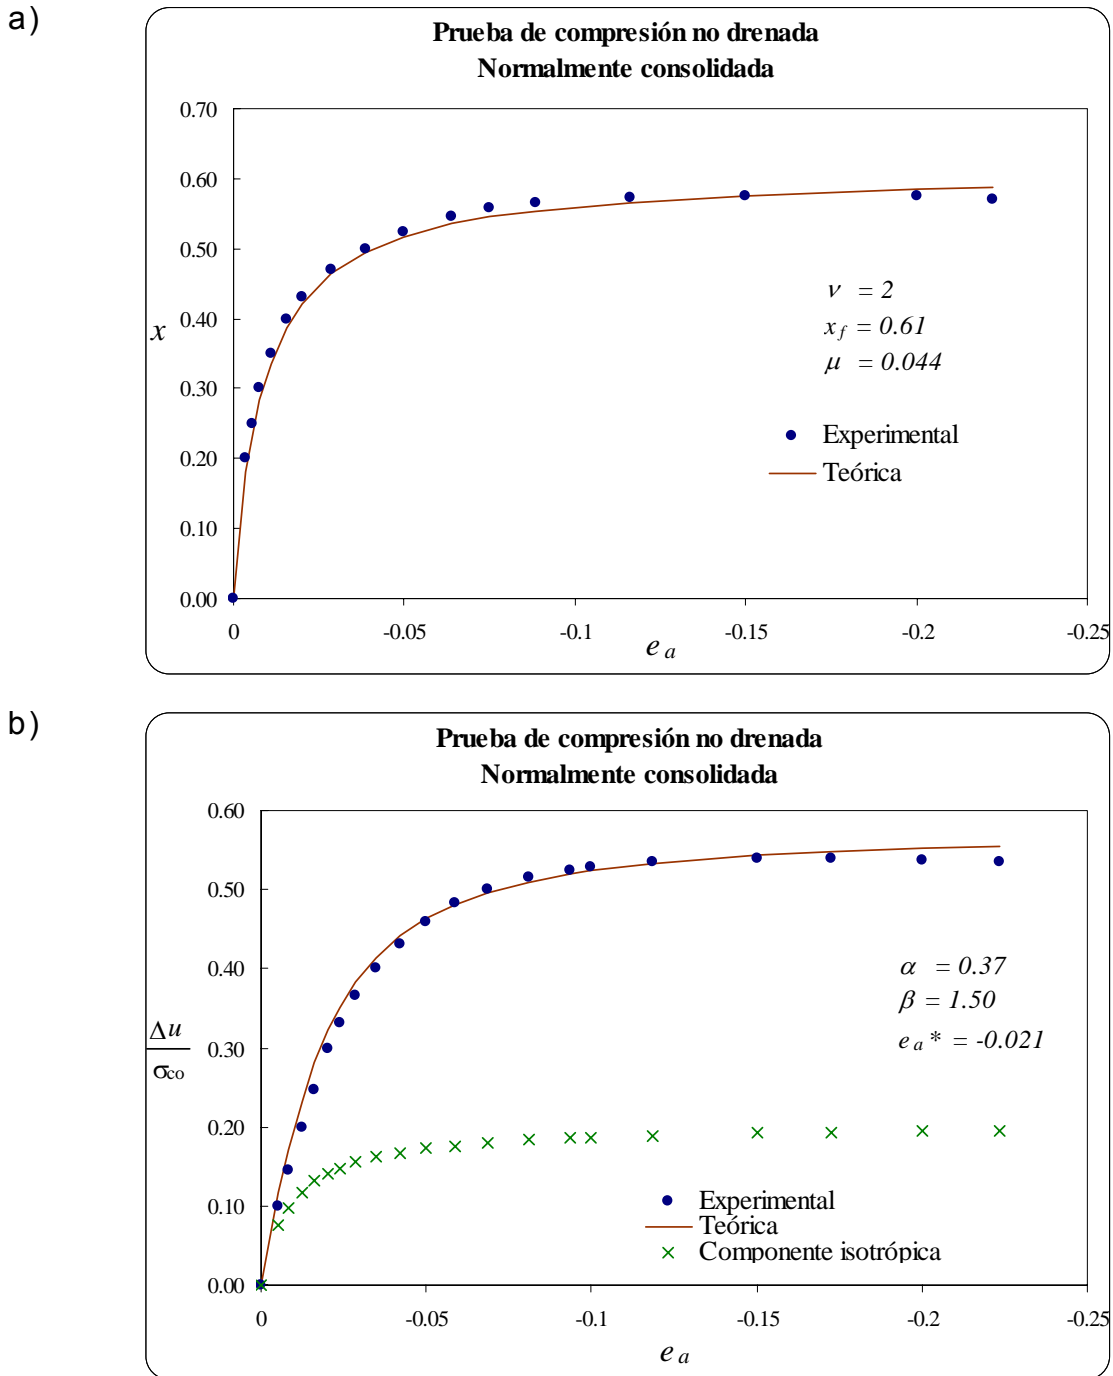 a)
Prueba de compresión no drenada
Normalmente consolidada
0.70
0.60
0.50
0.40
0.30
0.20
0.10
0.00
x
ν = 2
x_f = 0.61
μ = 0.044
Experimental
Teórica
0 -0.05 -0.1 -0.15 -0.2 -0.25
e_a
b)
Prueba de compresión no drenada
Normalmente consolidada
0.60
0.50
0.40
0.30
0.20
0.10
0.00
Δu
σco
α = 0.37
β = 1.50
e_a* = -0.021
Experimental
Teórica
Componente isotrópica
0 -0.05 -0.1 -0.15 -0.2 -0.25
e_a